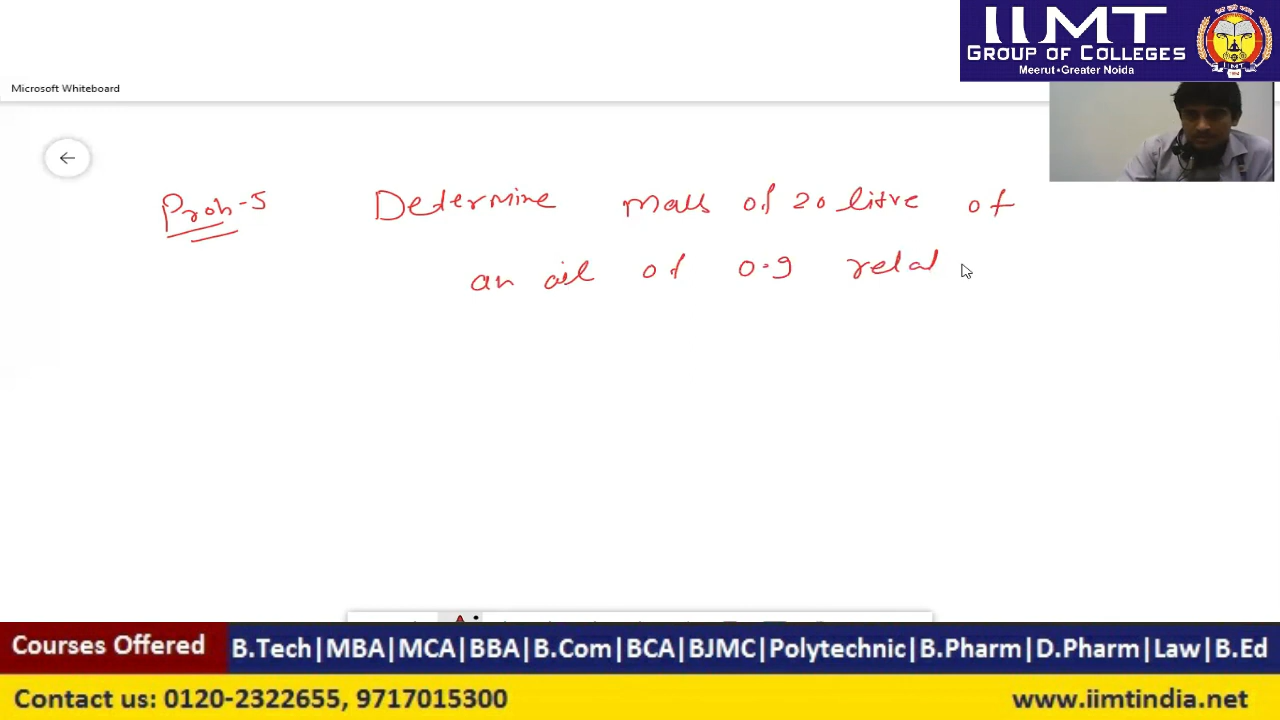 IIMT
GROUP OF COLLEGES
Meerut•Greater Noida
Microsoft Whiteboard
Prob-5 Determine mass of 20 litre of
an oil of 0.9 relat
Courses Offered B.Tech|MBA|MCA|BBA|B.Com|BCA|BJMC|Polytechnic|B.Pharm|D.Pharm|Law|B.Ed
Contact us: 0120-2322655, 9717015300 www.iimtindia.net